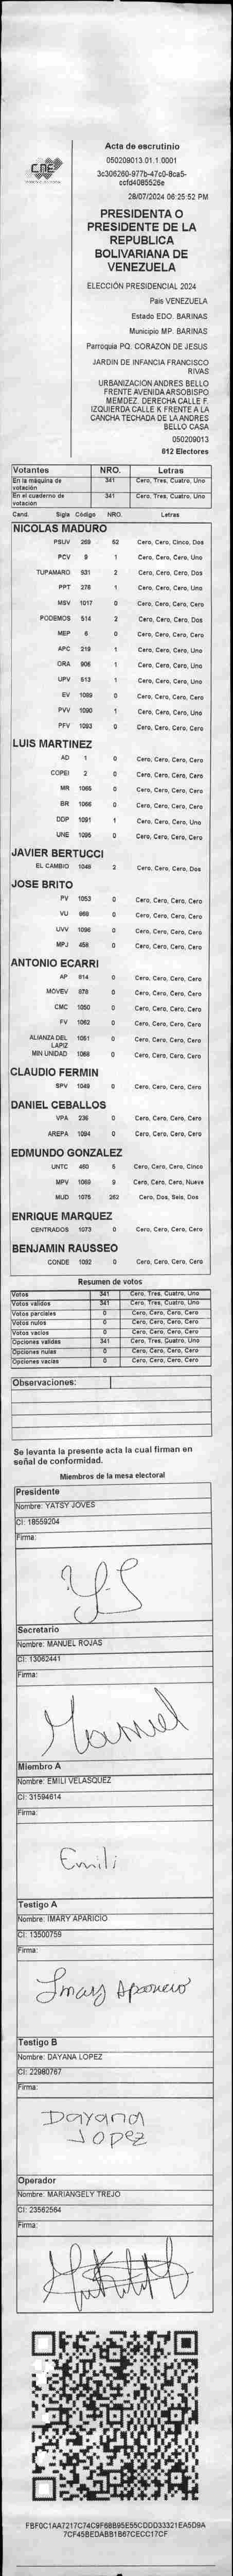 CNE
Acta de escrutinio
050209013.01.1.0001
28/07/2024 06:25:52 PM
PRESIDENTA O
PRESIDENTE DE LA
REPUBLICA
BOLIVARIANA DE
VENEZUELA
ELECCIÓN PRESIDENCIAL 2024
Pais VENEZUELA
Estado EDO. BARINAS
Municipio MP. BARINAS
Parroquia PQ. CORAZON DE JESUS
JARDIN DE INFANCIA FRANCISCO
RIVAS
URBANIZACION ANDRES BELLO
FRENTE AVENIDA ARSOBISPO
MEMDEZ. DERECHA CALLE F.
IZQUIERDA CALLE K. FRENTE A LA
CANCHA TECHADA DE LA ANDRES
BELLO CASA
050209013
612 Electores
Votantes NRO. Letras
En la máquina de votación 341 Cero, Tres, Cuatro, Uno
En el cuaderno de votación 341 Cero, Tres, Cuatro, Uno
Cand. Sigla Código NRO. Letras
NICOLAS MADURO
PSUV 269 52 Cero, Cero, Cinco, Dos
PCV 9 1 Cero, Cero, Cero, Uno
TUPAMARO 931 2 Cero, Cero, Cero, Dos
PPT 276 1 Cero, Cero, Cero, Uno
MSV 1017 0 Cero, Cero, Cero, Cero
PODEMOS 514 2 Cero, Cero, Cero, Dos
MEP 6 0 Cero, Cero, Cero, Cero
APC 219 1 Cero, Cero, Cero, Uno
ORA 906 1 Cero, Cero, Cero, Uno
UPV 613 1 Cero, Cero, Cero, Uno
EV 1089 0 Cero, Cero, Cero, Cero
PVV 1090 1 Cero, Cero, Cero, Uno
PFV 1093 0 Cero, Cero, Cero, Cero
LUIS MARTINEZ
AD 1 0 Cero, Cero, Cero, Cero
COPEI 2 0 Cero, Cero, Cero, Cero
MR 1065 0 Cero, Cero, Cero, Cero
BR 1066 0 Cero, Cero, Cero, Cero
DDP 1091 1 Cero, Cero, Cero, Uno
UNE 1095 0 Cero, Cero, Cero, Cero
JAVIER BERTUCCI
EL CAMBIO 1048 2 Cero, Cero, Cero, Dos
JOSE BRITO
PV 1053 0 Cero, Cero, Cero, Cero
VU 969 0 Cero, Cero, Cero, Cero
UVV 1096 0 Cero, Cero, Cero, Cero
MPJ 458 0 Cero, Cero, Cero, Cero
ANTONIO ECARRI
AP 814 0 Cero, Cero, Cero, Cero
MOVEV 878 0 Cero, Cero, Cero, Cero
CMC 1050 0 Cero, Cero, Cero, Cero
FV 1062 0 Cero, Cero, Cero, Cero
ALIANZA DEL LAPIZ 1051 0 Cero, Cero, Cero, Cero
MIN UNIDAD 1068 0 Cero, Cero, Cero, Cero
CLAUDIO FERMIN
SPV 1049 0 Cero, Cero, Cero, Cero
DANIEL CEBALLOS
VPA 236 0 Cero, Cero, Cero, Cero
AREPA 1094 0 Cero, Cero, Cero, Cero
EDMUNDO GONZALEZ
UNTC 460 5 Cero, Cero, Cero, Cinco
MPV 1069 9 Cero, Cero, Cero, Nueve
MUD 1075 262 Cero, Dos, Seis, Dos
ENRIQUE MARQUEZ
CENTRADOS 1073 0 Cero, Cero, Cero, Cero
BENJAMIN RAUSSEO
CONDE 1092 0 Cero, Cero, Cero, Cero
Resumen de votos
Votos 341 Cero, Tres, Cuatro, Uno
Votos validos 341 Cero, Tres, Cuatro, Uno
Votos parciales 0 Cero, Cero, Cero, Cero
Votos nulos 0 Cero, Cero, Cero, Cero
Votos vacios 0 Cero, Cero, Cero, Cero
Opciones validas 341 Cero, Tres, Cuatro, Uno
Opciones nulas 0 Cero, Cero, Cero, Cero
Opciones vacias 0 Cero, Cero, Cero, Cero
Observaciones:
Se levanta la presente acta la cual firman en
señal de conformidad.
Miembros de la mesa electoral
Presidente
Nombre: YATSY JOVES
CI: 18559204
Firma:
Secretario
Nombre: MANUEL ROJAS
CI: 13062441
Firma:
Manuel
Miembro A
Nombre: EMILI VELASQUEZ
CI: 31594614
Firma:
Emili
Testigo A
Nombre: IMARY APARICIO
CI: 13500759
Firma:
Imary Aparicio
Testigo B
Nombre: DAYANA LOPEZ
CI: 22980767
Firma:
Dayana
Lopez
Operador
Nombre: MARIANGELY TREJO
CI: 23562564
Firma:
FBF0C1AA7217C74C9F68B95E55CDDD33321EA5D9A
7CF45BEDABB1B67CECC17CF